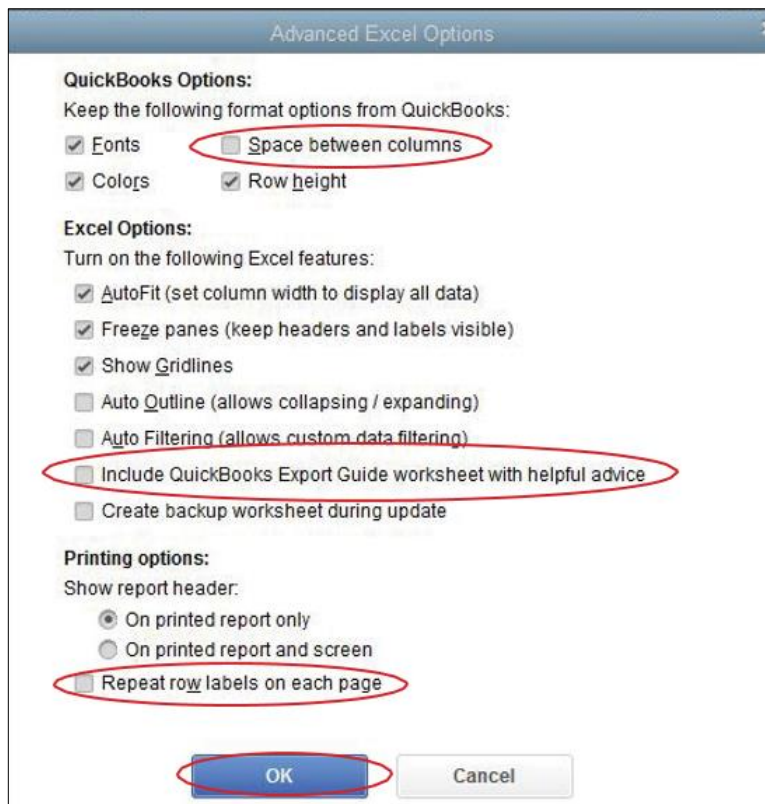 Advanced Excel Options
QuickBooks Options:
Keep the following format options from QuickBooks:
Fonts Space between columns
Colors Row height
Excel Options:
Turn on the following Excel features:
AutoFit (set column width to display all data)
Freeze panes (keep headers and labels visible)
Show Gridlines
Auto Outline (allows collapsing / expanding)
Auto Filtering (allows custom data filtering)
Include QuickBooks Export Guide worksheet with helpful advice
Create backup worksheet during update
Printing options:
Show report header:
On printed report only
On printed report and screen
Repeat row labels on each page
OK Cancel